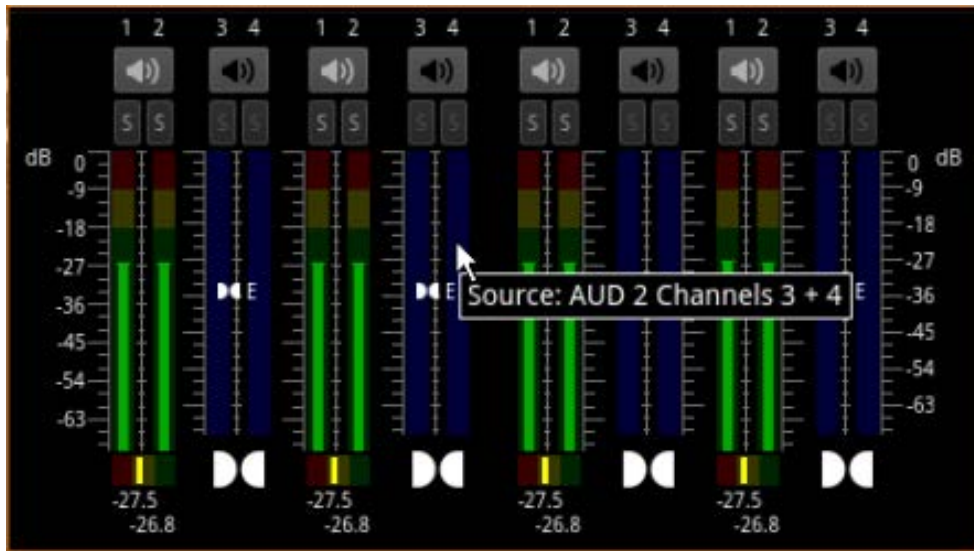 1 2 3 4 1 2 3 4 1 2 3 4 1 2 3 4
S S S S S S S S S S S S S S S S
dB 0 0 dB
-9 -9
-18 -18
-27 -27
E E Source: AUD 2 Channels 3 + 4 E
-36 -36
-45 -45
-54 -54
-63 -63
-27.5 -27.5 -27.5 -27.5
-26.8 -26.8 -26.8 -26.8